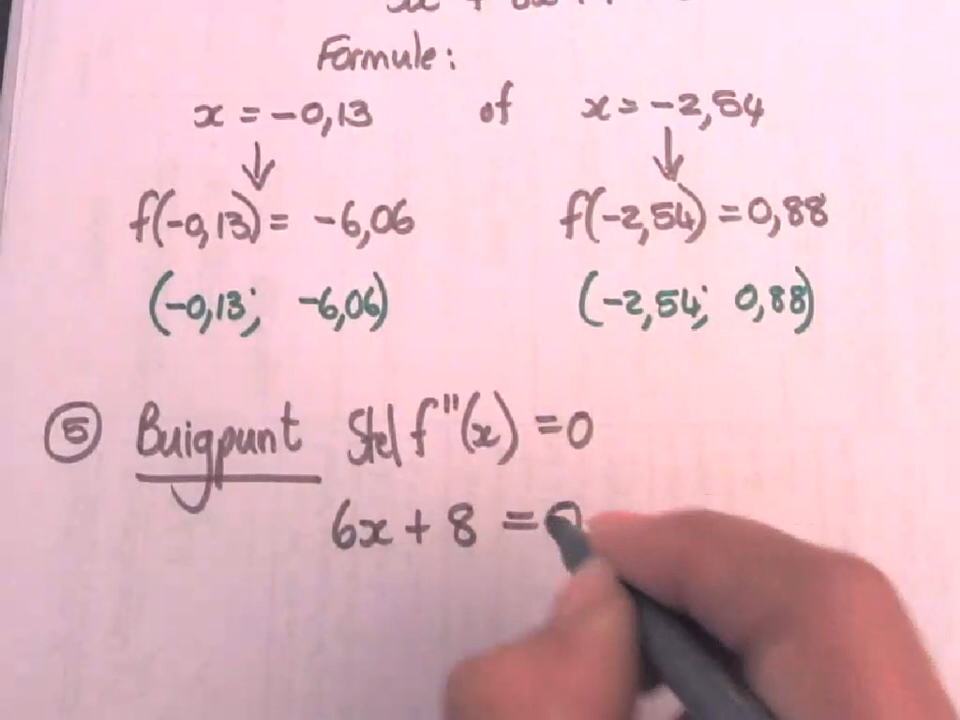 Formule:
x = -0,13 of x = -2,54
↓ ↓
f(-0,13) = -6,06 f(-2,54) = 0,88
(-0,13; -6,06) (-2,54; 0,88)
⑤ Buigpunt Stel f"(x) = 0
6x + 8 = 0